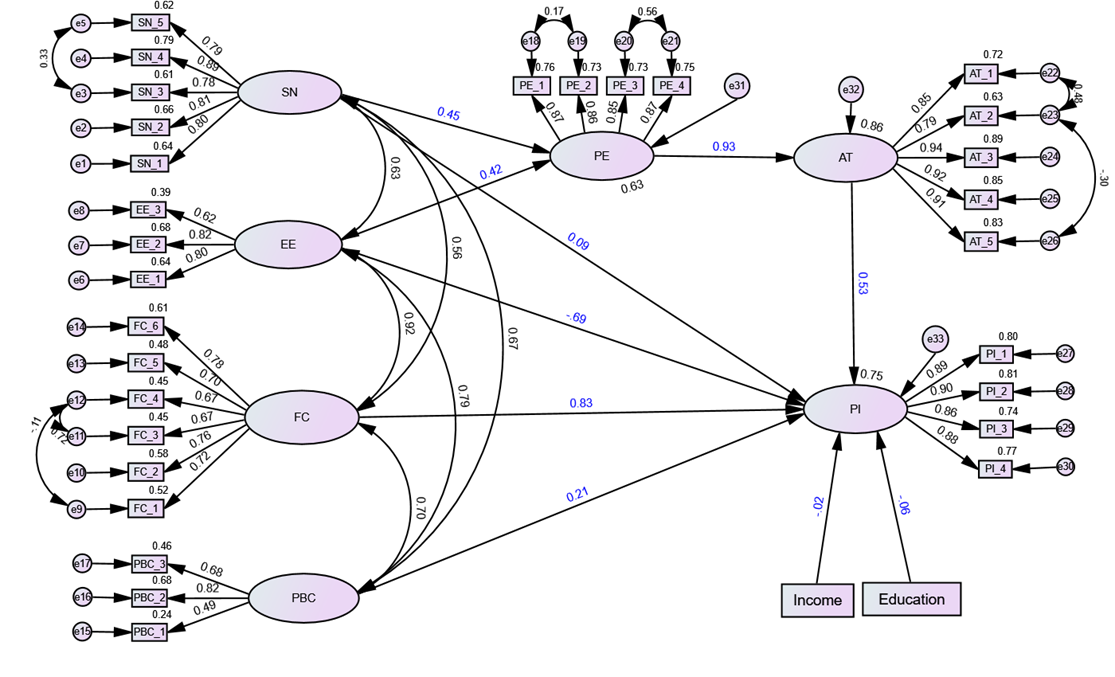 0.62
e5 SN_5
0.79
e4 SN_4
0.61
e3 SN_3
0.66
e2 SN_2
0.64
e1 SN_1
0.33
0.79
0.89
0.78
0.81
0.80
SN
0.39
e8 EE_3
0.68
e7 EE_2
0.64
e6 EE_1
0.62
0.82
0.80
EE
0.61
e14 FC_6
0.48
e13 FC_5
0.45
e12 FC_4
0.45
e11 FC_3
0.58
e10 FC_2
0.52
e9 FC_1
-.11
0.72
0.78
0.70
0.67
0.67
0.76
0.72
FC
0.46
e17 PBC_3
0.68
e16 PBC_2
0.24
e15 PBC_1
0.68
0.82
0.49
PBC
0.63
0.56
0.67
0.92
0.79
0.70
0.45
0.42
0.09
-.69
0.83
0.21
0.17 0.56
e18 e19 e20 e21
0.76 0.73 0.73 0.75
PE_1 PE_2 PE_3 PE_4
0.87 0.86 0.85 0.87
e31
PE
0.63
0.93
e32
0.86
AT
0.85
0.79
0.94
0.92
0.91
0.72
AT_1 e22
0.63
AT_2 e23
0.89
AT_3 e24
0.85
AT_4 e25
0.83
AT_5 e26
0.48
-.30
0.53
e33
0.75
PI
0.89
0.90
0.86
0.88
0.80
PI_1 e27
0.81
PI_2 e28
0.74
PI_3 e29
0.77
PI_4 e30
-.02
-.06
Income
Education